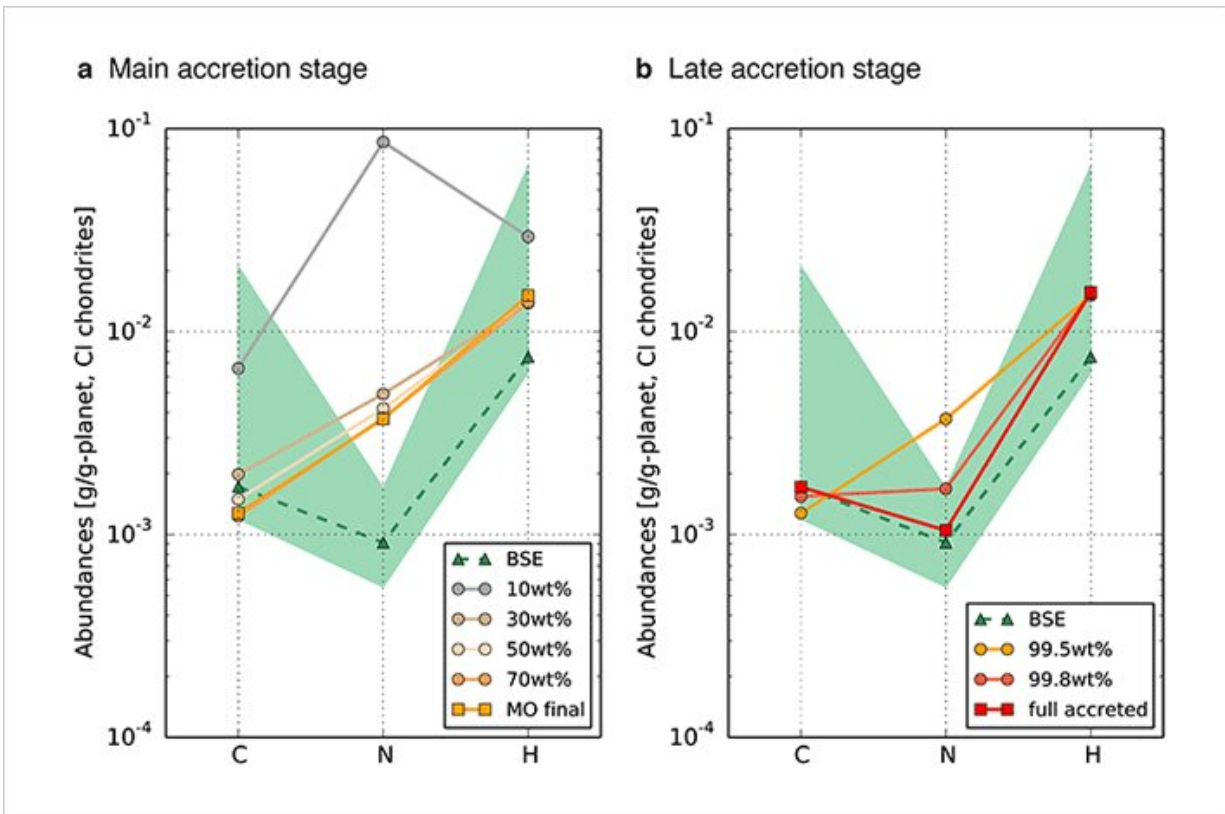 a Main accretion stage
b Late accretion stage
Abundances [g/g-planet, CI chondrites]
10⁻¹
10⁻²
10⁻³
10⁻⁴
C N H
BSE
10wt%
30wt%
50wt%
70wt%
MO final
Abundances [g/g-planet, CI chondrites]
10⁻¹
10⁻²
10⁻³
10⁻⁴
C N H
BSE
99.5wt%
99.8wt%
full accreted